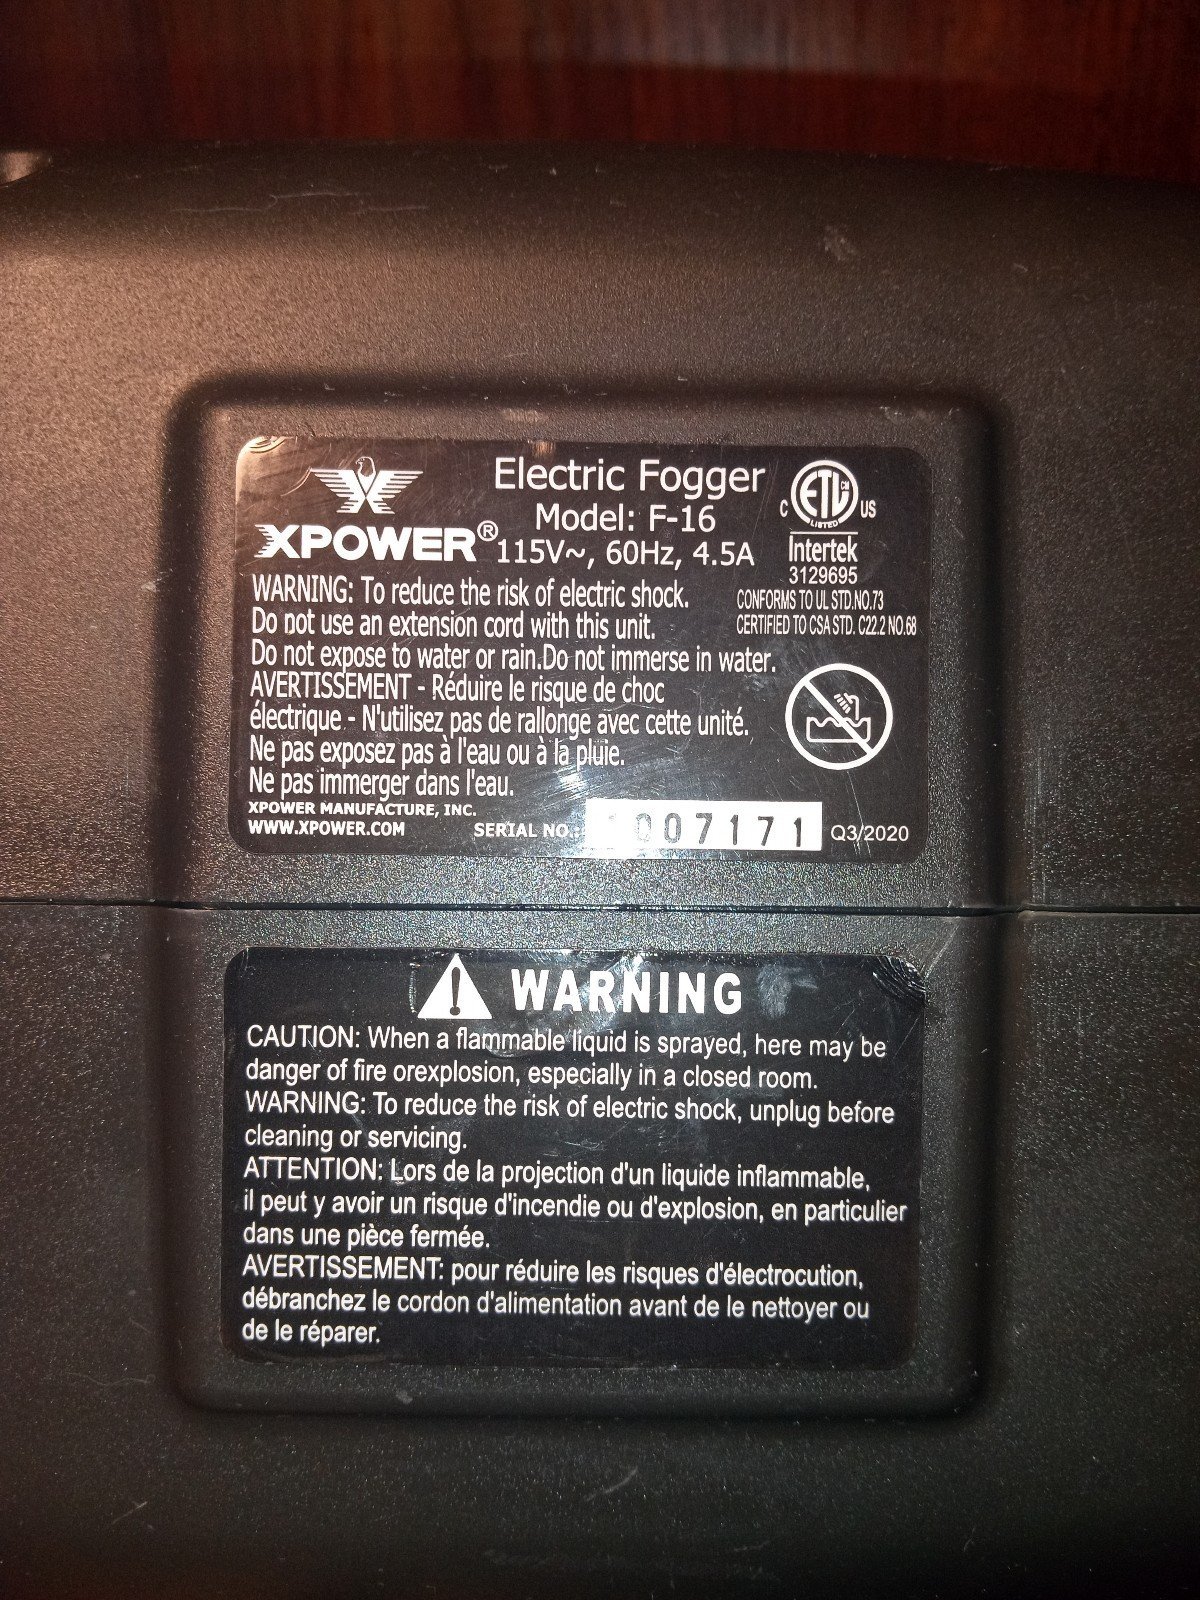 Electric Fogger
Model: F-16
XPOWER® 115V~, 60Hz, 4.5A
C ETL CM US
LISTED
Intertek
3129695
CONFORMS TO UL STD.NO.73
CERTIFIED TO CSA STD. C22.2 NO.68
WARNING: To reduce the risk of electric shock.
Do not use an extension cord with this unit.
Do not expose to water or rain.Do not immerse in water.
AVERTISSEMENT - Réduire le risque de choc
électrique - N'utilisez pas de rallonge avec cette unité.
Ne pas exposez pas à l'eau ou à la pluie.
Ne pas immerger dans l'eau.
XPOWER MANUFACTURE, INC.
WWW.XPOWER.COM SERIAL NO.: 1007171 Q3/2020
WARNING
CAUTION: When a flammable liquid is sprayed, here may be
danger of fire orexplosion, especially in a closed room.
WARNING: To reduce the risk of electric shock, unplug before
cleaning or servicing.
ATTENTION: Lors de la projection d'un liquide inflammable,
il peut y avoir un risque d'incendie ou d'explosion, en particulier
dans une pièce fermée.
AVERTISSEMENT: pour réduire les risques d'électrocution,
débranchez le cordon d'alimentation avant de le nettoyer ou
de le réparer.